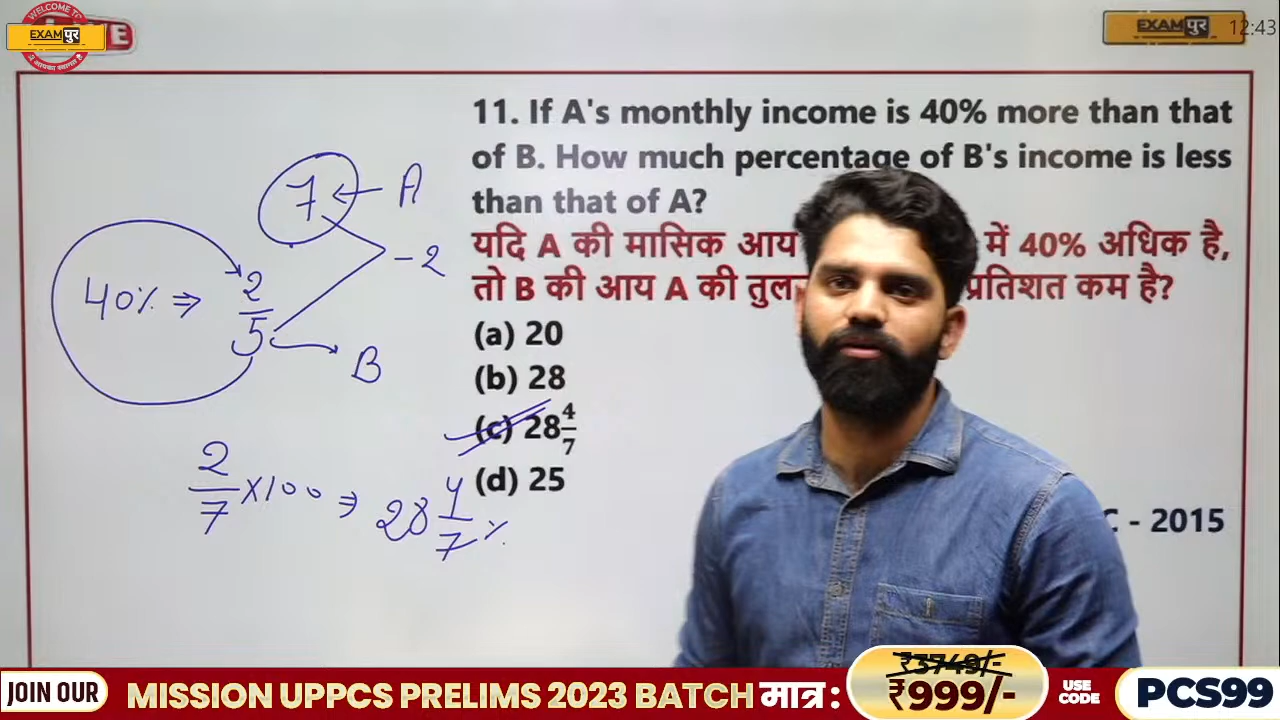 WELCOME TO
EXAMपुर
EXAMपुर
12:43
11. If A's monthly income is 40% more than that
of B. How much percentage of B's income is less
than that of A?
यदि A की मासिक आय में 40% अधिक है,
तो B की आय A की प्रतिशत कम है?
(a) 20
(b) 28
(c) 28 4/7
(d) 25
- 2015
7 ← A
-2
40% ⇒ 2/5
B
2/7 ×100 ⇒ 28 4/7 %
JOIN OUR
MISSION UPPCS PRELIMS 2023 BATCH मात्र :
₹3749/-
₹999/-
USE
CODE
PCS99